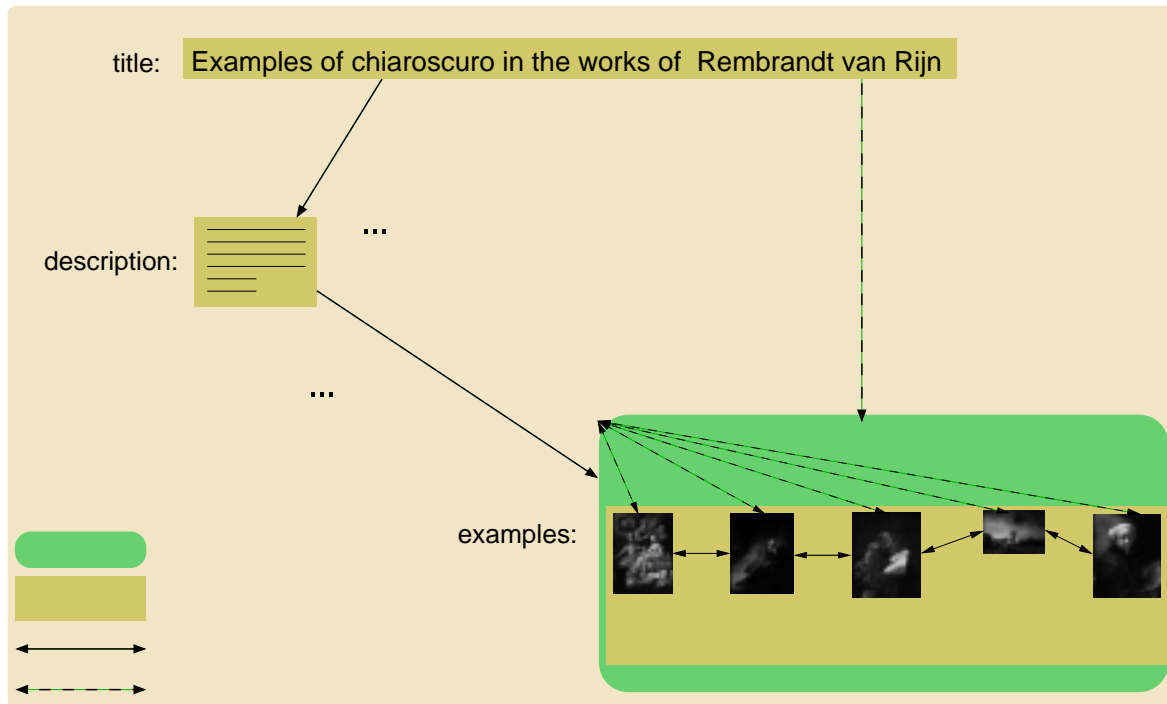 title: Examples of chiaroscuro in the works of  Rembrandt van Rijn
...
description:
...
examples: